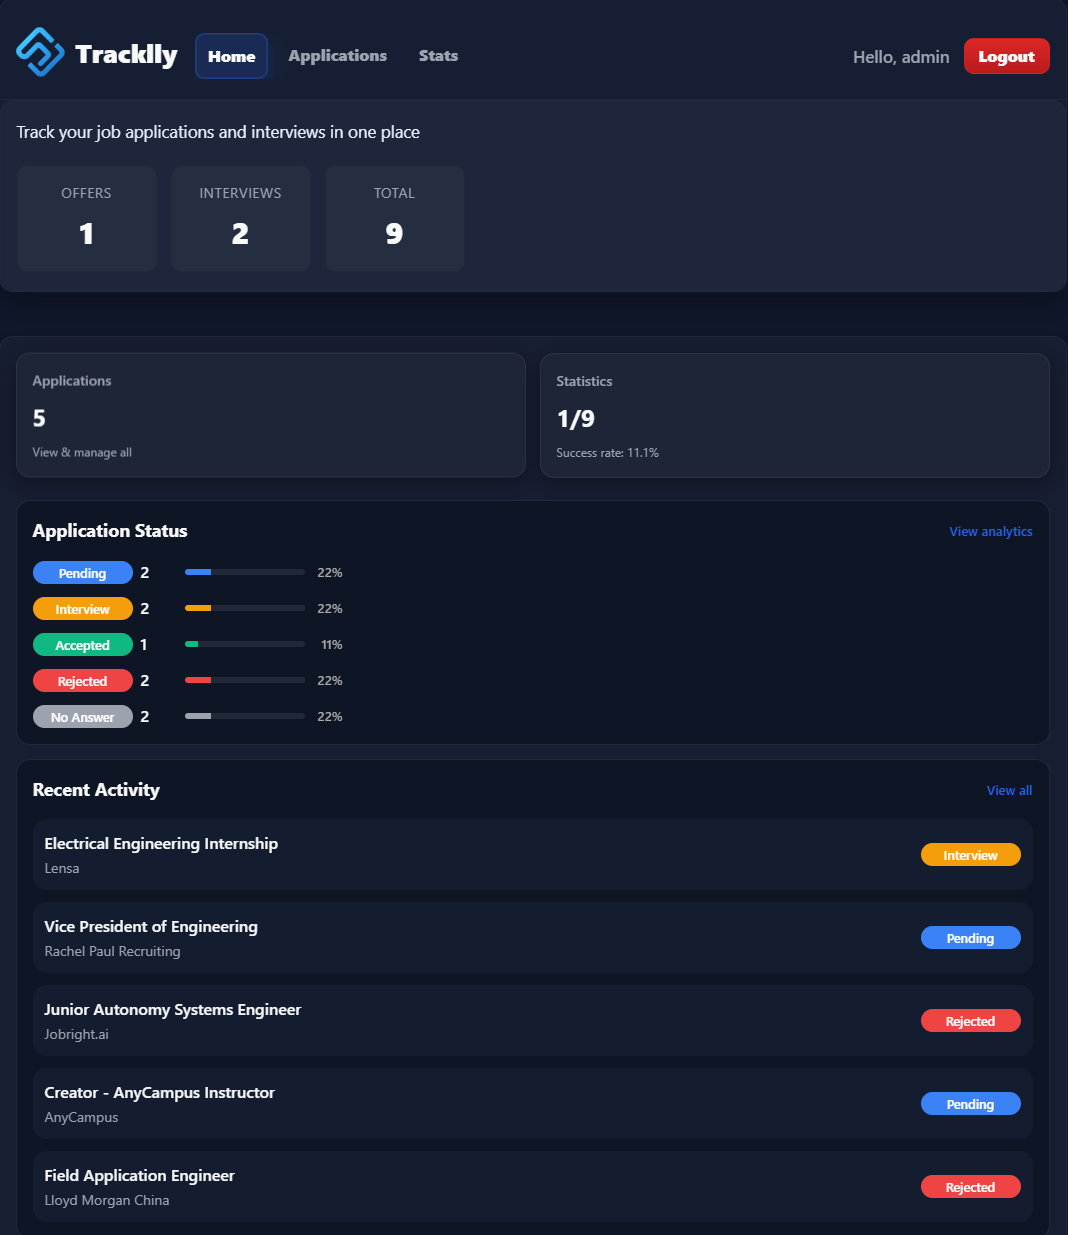 Tracklly Home Applications Stats Hello, admin Logout
Track your job applications and interviews in one place
OFFERS INTERVIEWS TOTAL
1 2 9
Applications
5
View & manage all
Statistics
1/9
Success rate: 11.1%
Application Status View analytics
Pending 2 22%
Interview 2 22%
Accepted 1 11%
Rejected 2 22%
No Answer 2 22%
Recent Activity View all
Electrical Engineering Internship
Lensa
Interview
Vice President of Engineering
Rachel Paul Recruiting
Pending
Junior Autonomy Systems Engineer
Jobright.ai
Rejected
Creator - AnyCampus Instructor
AnyCampus
Pending
Field Application Engineer
Lloyd Morgan China
Rejected